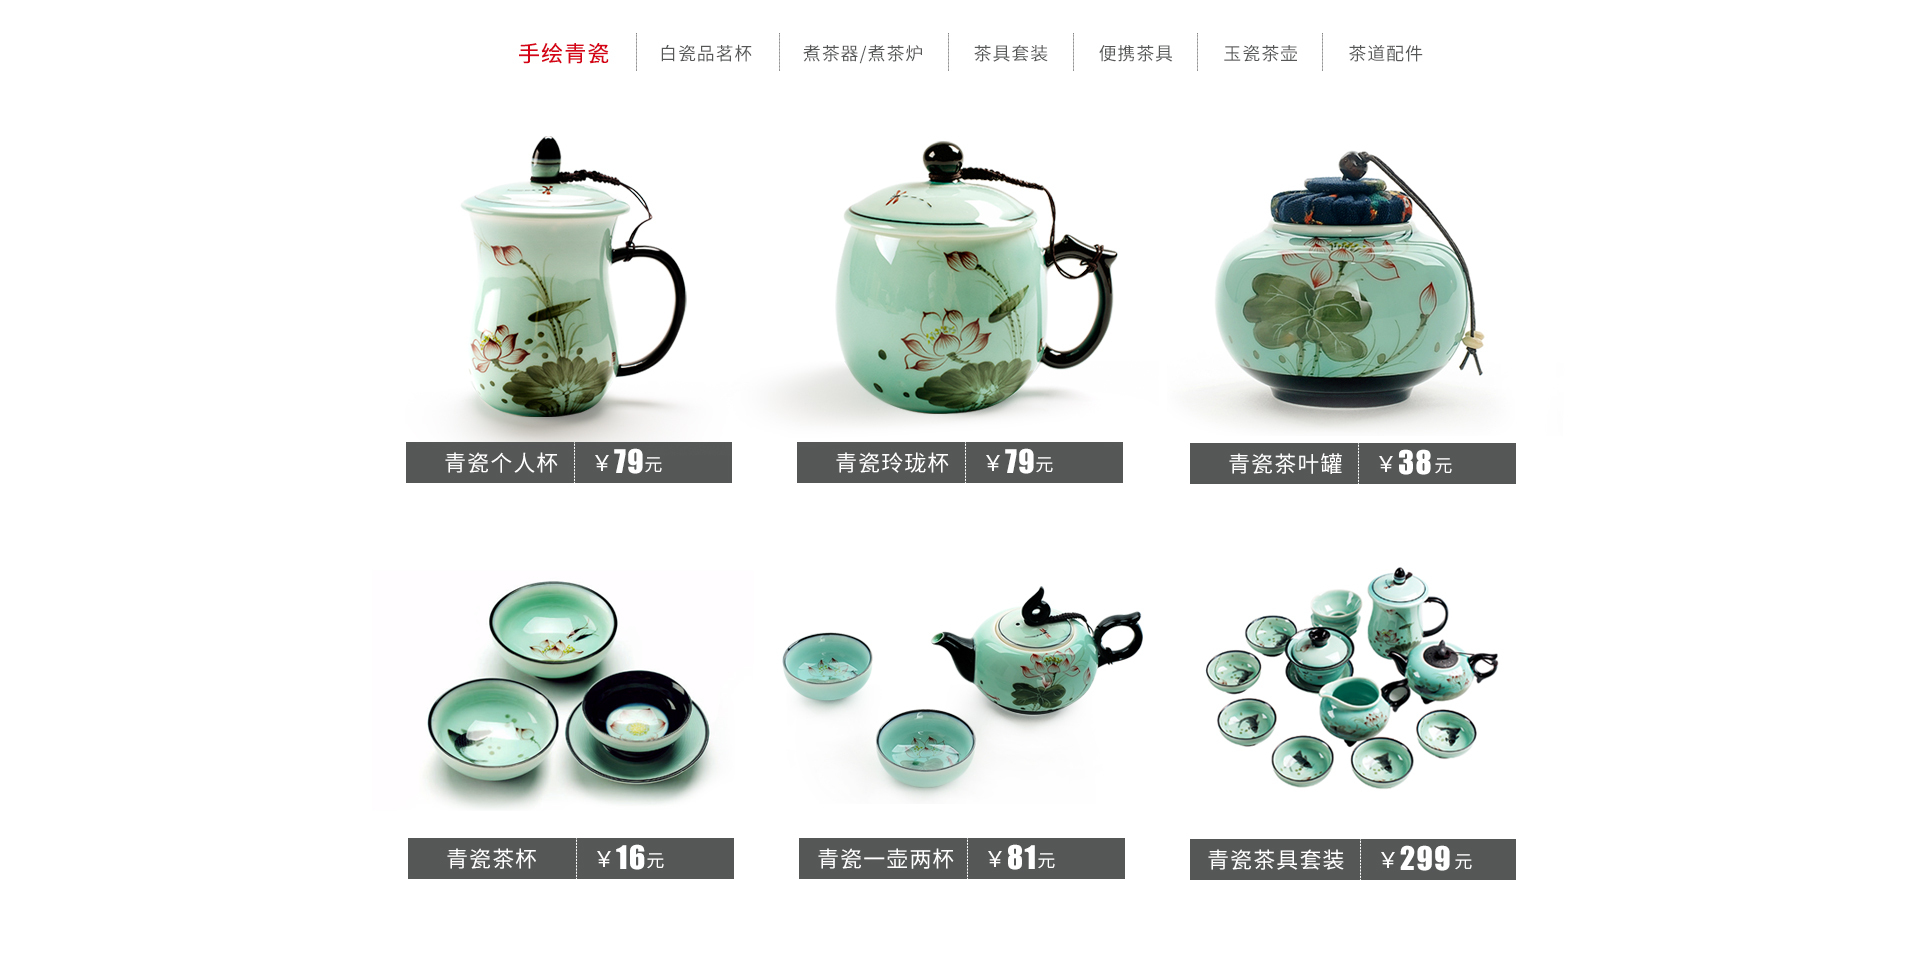 手绘青瓷 白瓷品茗杯 煮茶器/煮茶炉 茶具套装 便携茶具 玉瓷茶壶 茶道配件
青瓷个人杯 ￥79元 青瓷玲珑杯 ￥79元 青瓷茶叶罐 ￥38元
青瓷茶杯 ￥16元 青瓷一壶两杯 ￥81元 青瓷茶具套装 ￥299元